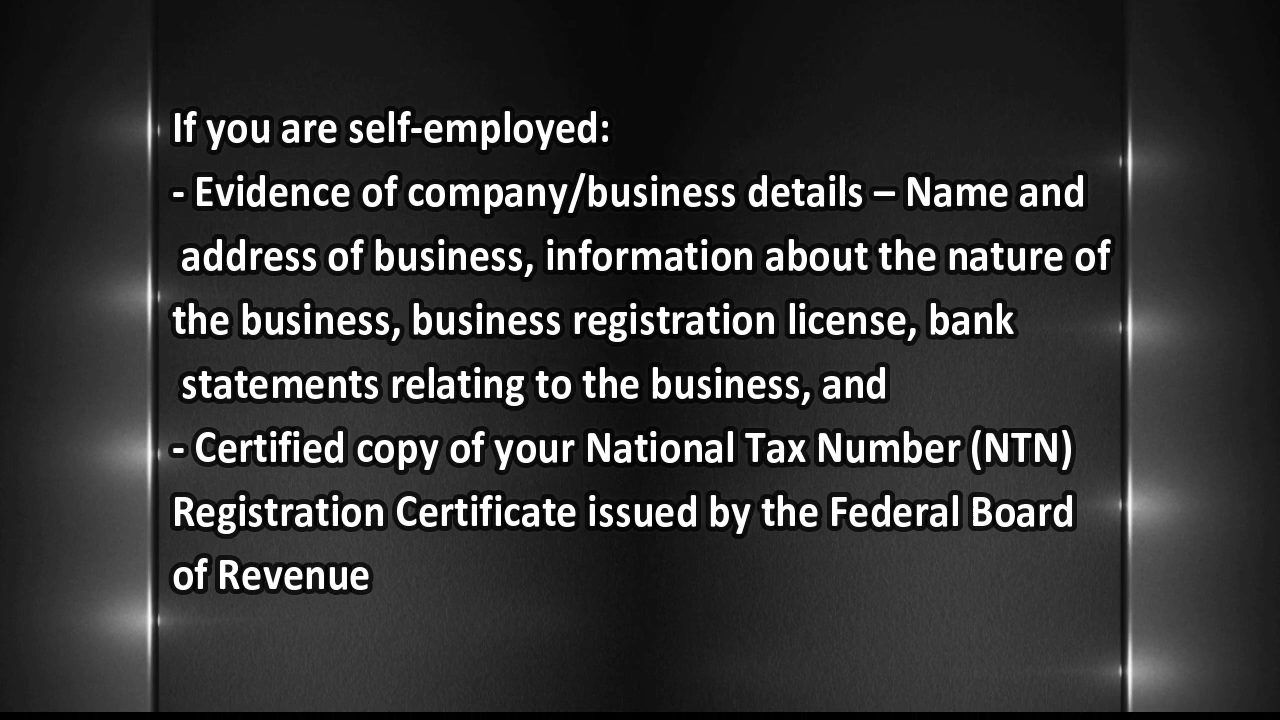 If you are self-employed:
- Evidence of company/business details – Name and
address of business, information about the nature of
the business, business registration license, bank
statements relating to the business, and
- Certified copy of your National Tax Number (NTN)
Registration Certificate issued by the Federal Board
of Revenue